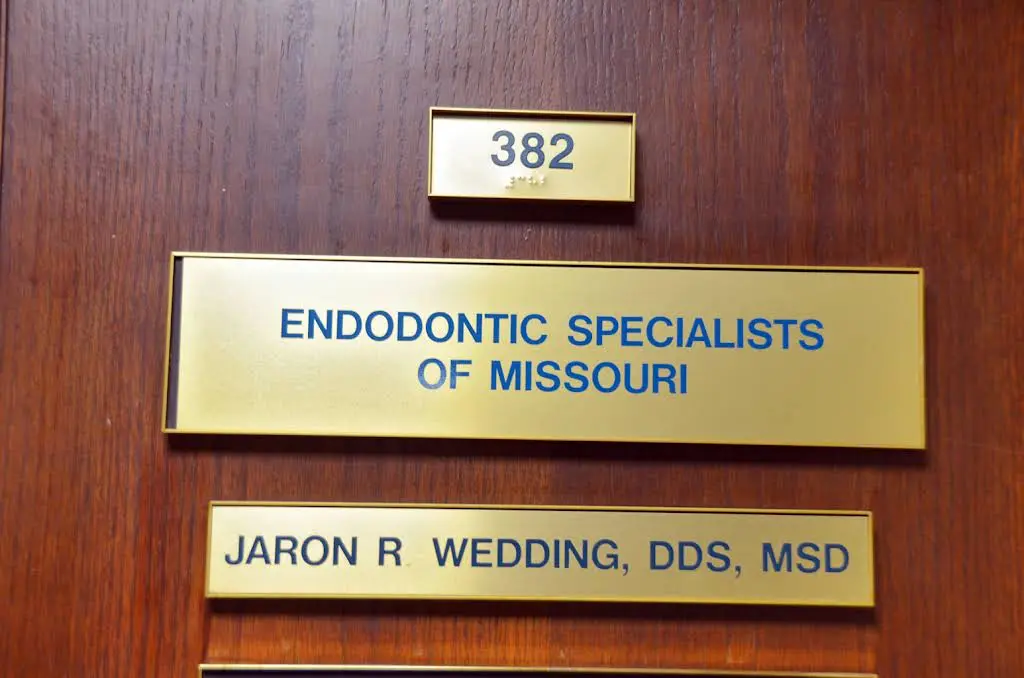 382
ENDODONTIC SPECIALISTS
OF MISSOURI
JARON R WEDDING, DDS, MSD